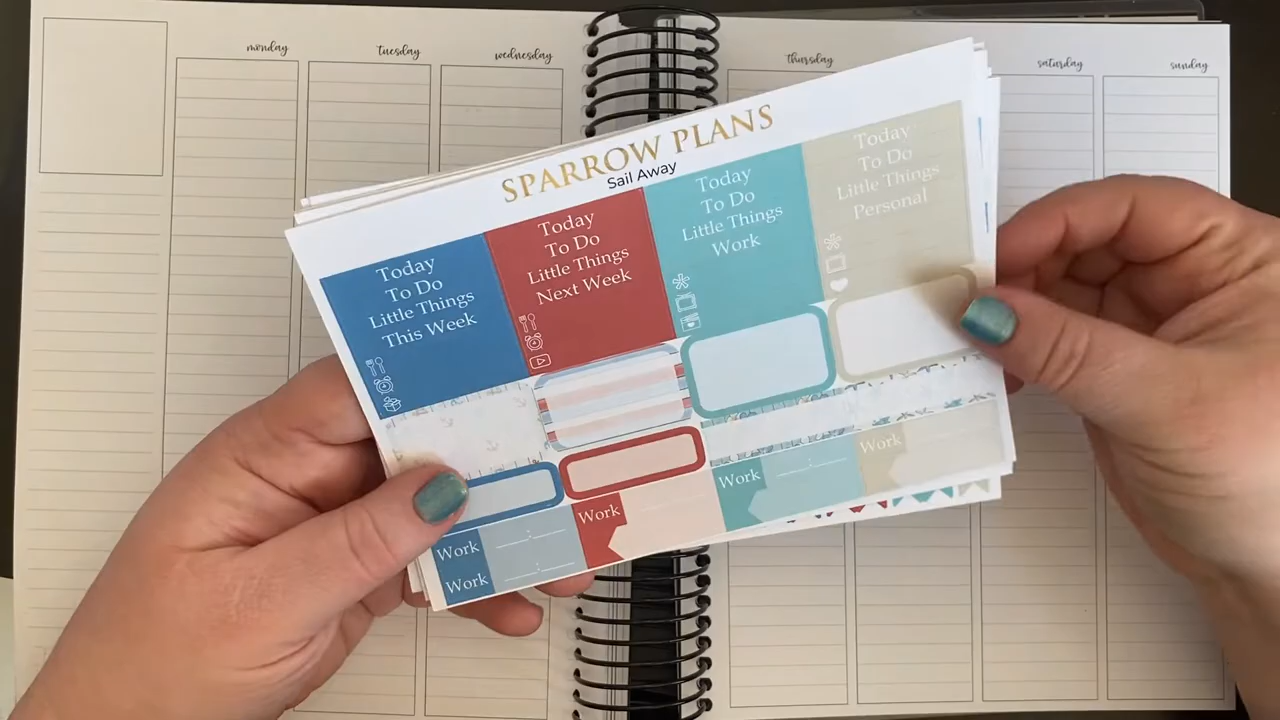 monday
tuesday
wednesday
thursday
saturday
sunday
SPARROW PLANS
Sail Away
Today
To Do
Little Things
This Week
Today
To Do
Little Things
Next Week
Today
To Do
Little Things
Work
Today
To Do
Little Things
Personal
Work
Work
Work
Work
Work